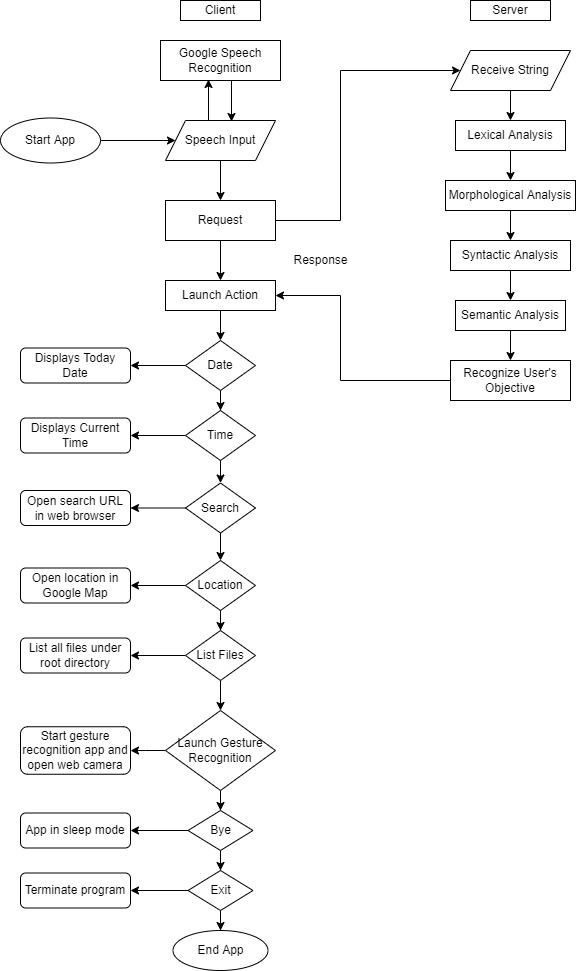 Client
Server
Google Speech
Recognition
Receive String
Start App
Speech Input
Lexical Analysis
Morphological Analysis
Request
Syntactic Analysis
Response
Launch Action
Semantic Analysis
Recognize User's
Objective
Displays Today
Date
Date
Displays Current
Time
Time
Open search URL
in web browser
Search
Open location in
Google Map
Location
List all files under
root directory
List Files
Start gesture
recognition app and
open web camera
Launch Gesture
Recognition
App in sleep mode
Bye
Terminate program
Exit
End App